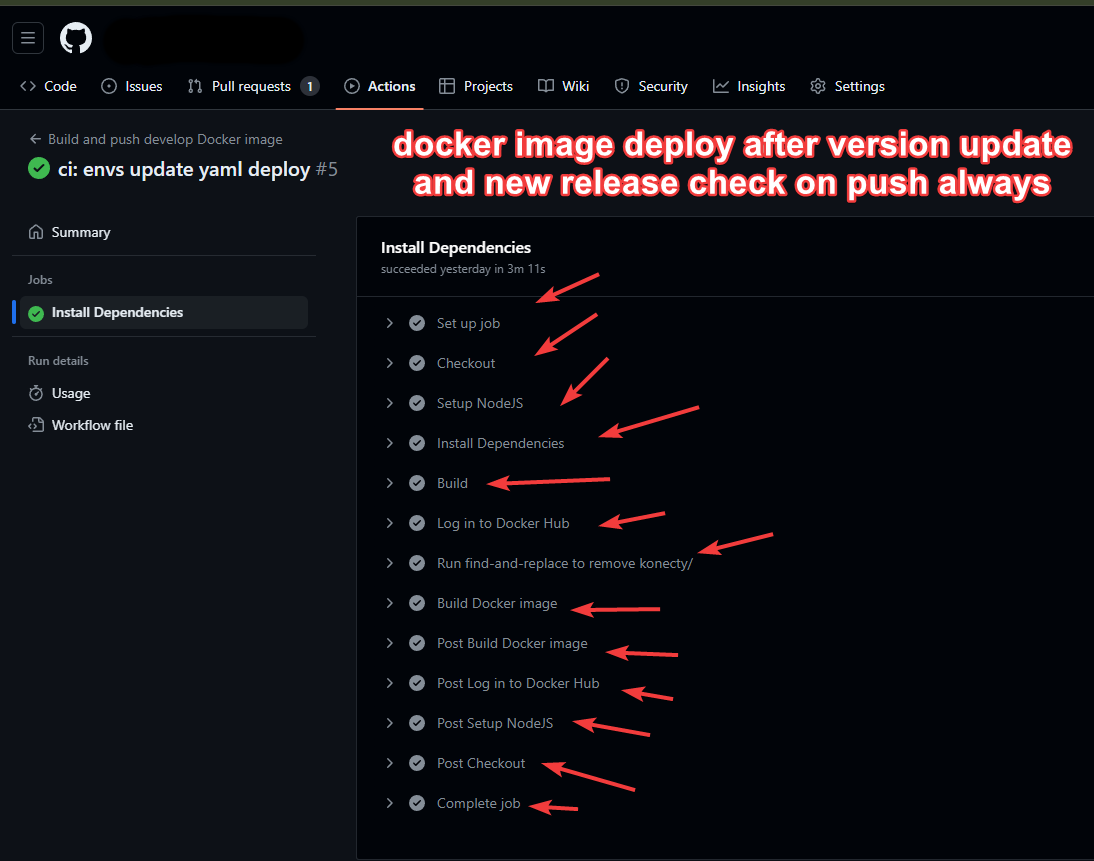 Code Issues Pull requests 1 Actions Projects Wiki Security Insights Settings
Build and push develop Docker image
ci: envs update yaml deploy #5
docker image deploy after version update
and new release check on push always
Summary
Jobs
Install Dependencies
Run details
Usage
Workflow file
Install Dependencies
succeeded yesterday in 3m 11s
Set up job
Checkout
Setup NodeJS
Install Dependencies
Build
Log in to Docker Hub
Run find-and-replace to remove konecty/
Build Docker image
Post Build Docker image
Post Log in to Docker Hub
Post Setup NodeJS
Post Checkout
Complete job